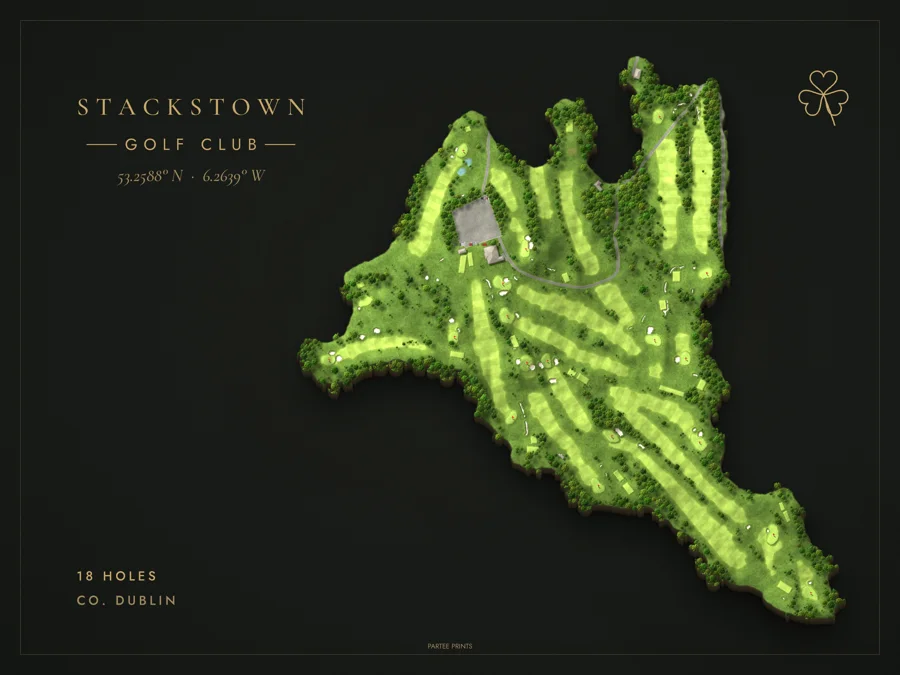 STACKSTOWN
GOLF CLUB
53.2588° N · 6.2639° W
18 HOLES
CO. DUBLIN
PARTEE PRINTS